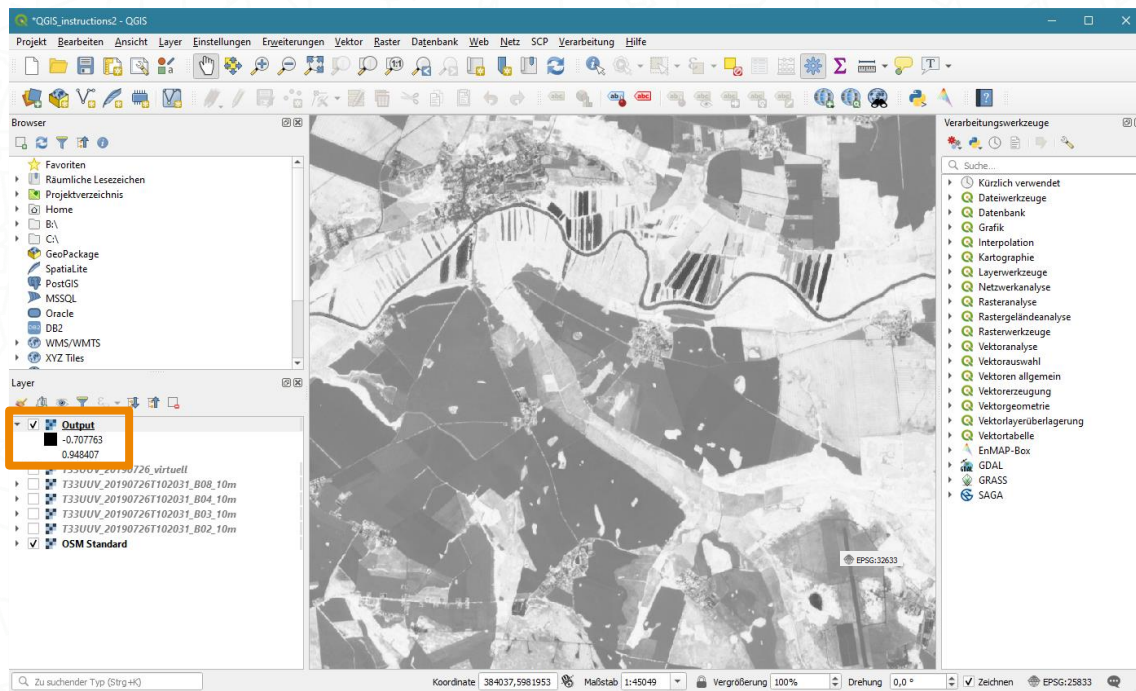 *QGIS_instructions2 - QGIS
Projekt Bearbeiten Ansicht Layer Einstellungen Erweiterungen Vektor Raster Datenbank Web Netz SCP Verarbeitung Hilfe
Browser
Favoriten
Räumliche Lesezeichen
Projektverzeichnis
Home
B:\
C:\
GeoPackage
SpatiaLite
PostGIS
MSSQL
Oracle
DB2
WMS/WMTS
XYZ Tiles
Layer
Output
-0.707763
0.948407
T33UUV_20190726_virtuell
T33UUV_20190726T102031_B08_10m
T33UUV_20190726T102031_B04_10m
T33UUV_20190726T102031_B03_10m
T33UUV_20190726T102031_B02_10m
OSM Standard
EPSG:32633
Verarbeitungswerkzeuge
Suche...
Kürzlich verwendet
Dateiwerkzeuge
Datenbank
Grafik
Interpolation
Kartographie
Layerwerkzeuge
Netzwerkanalyse
Rasteranalyse
Rastergeländeanalyse
Rasterwerkzeuge
Vektoranalyse
Vektorauswahl
Vektoren allgemein
Vektorerzeugung
Vektorgeometrie
Vektorlayerüberlagerung
Vektortabelle
EnMAP-Box
GDAL
GRASS
SAGA
Zu suchender Typ (Strg+K) Koordinate 384037,5981953 Maßstab 1:45049 Vergrößerung 100% Drehung 0,0 ° Zeichnen EPSG:25833